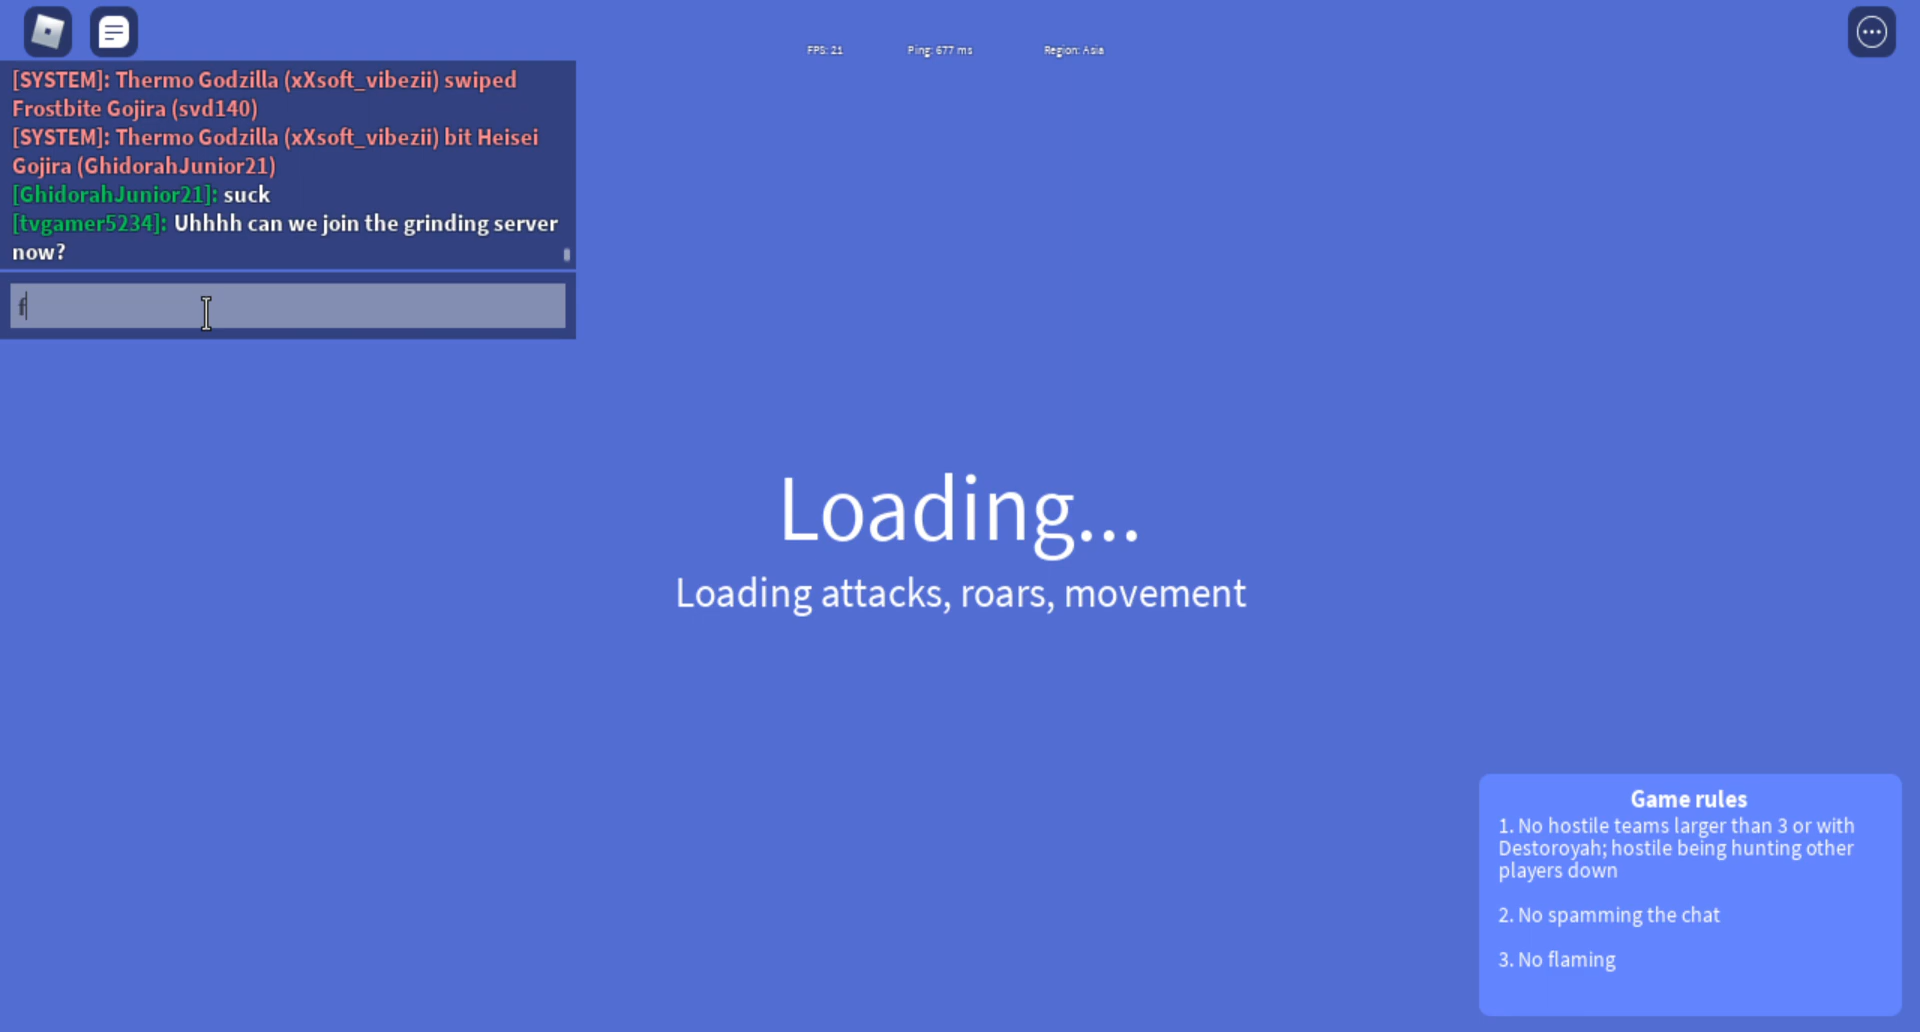 FPS: 21 Ping: 677 ms Region: Asia
[SYSTEM]: Thermo Godzilla (xXsoft_vibezii) swiped
Frostbite Gojira (svd140)
[SYSTEM]: Thermo Godzilla (xXsoft_vibezii) bit Heisei
Gojira (GhidorahJunior21)
[GhidorahJunior21]: suck
[tvgamer5234]: Uhhhh can we join the grinding server
now?
f
Loading...
Loading attacks, roars, movement
Game rules
1. No hostile teams larger than 3 or with
Destoroyah; hostile being hunting other
players down
2. No spamming the chat
3. No flaming